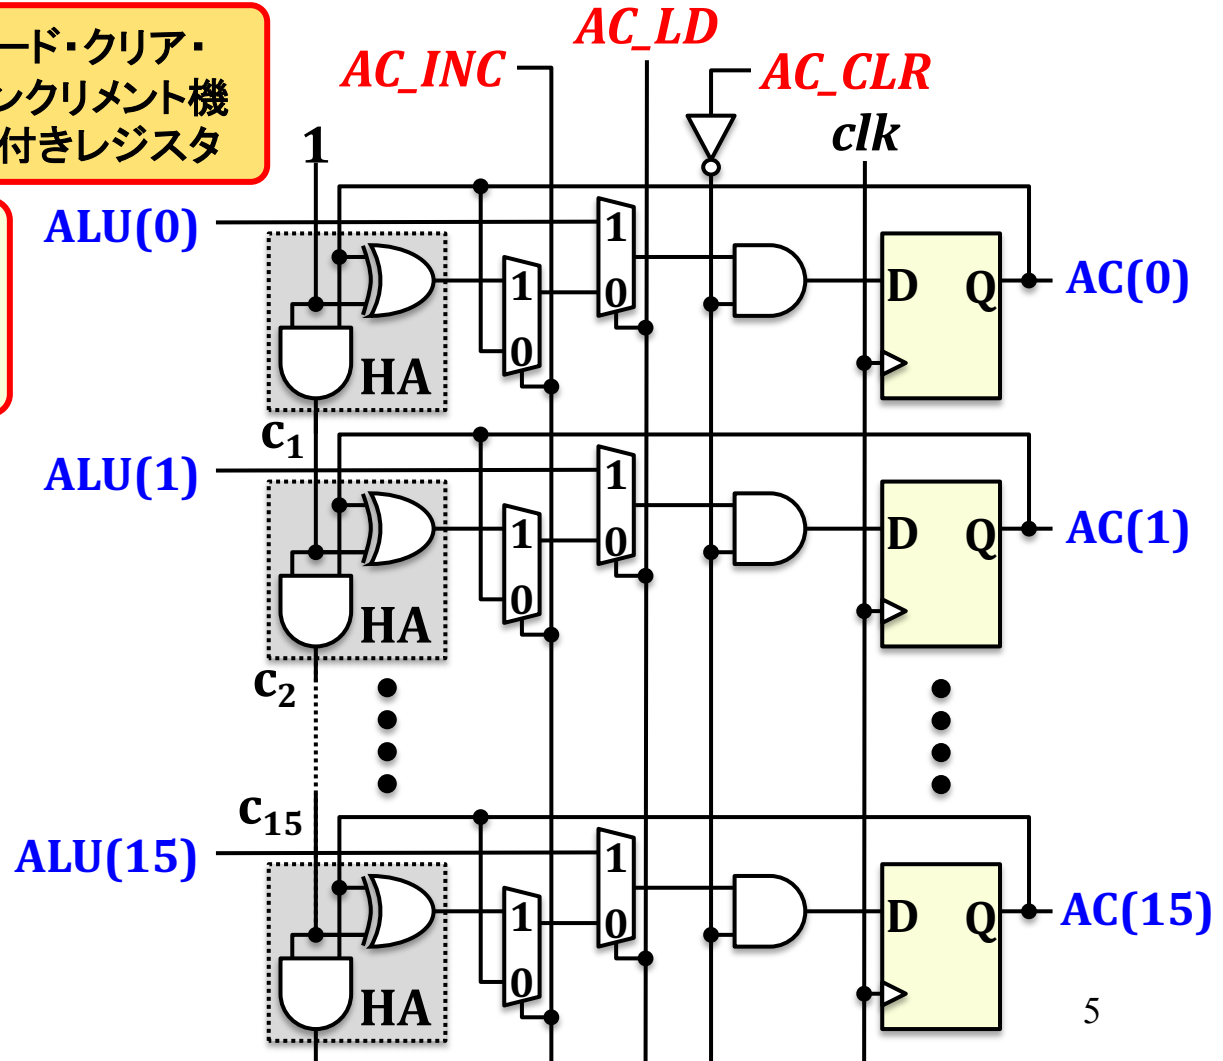 ード・クリア・
ンクリメント機
付きレジスタ
AC_INC
AC_LD
AC_CLR
clk
1
ALU(0)
1
0
1
0
HA
D Q
AC(0)
c1
ALU(1)
1
0
1
0
HA
D Q
AC(1)
c2
c15
ALU(15)
1
0
1
0
HA
D Q
AC(15)
5